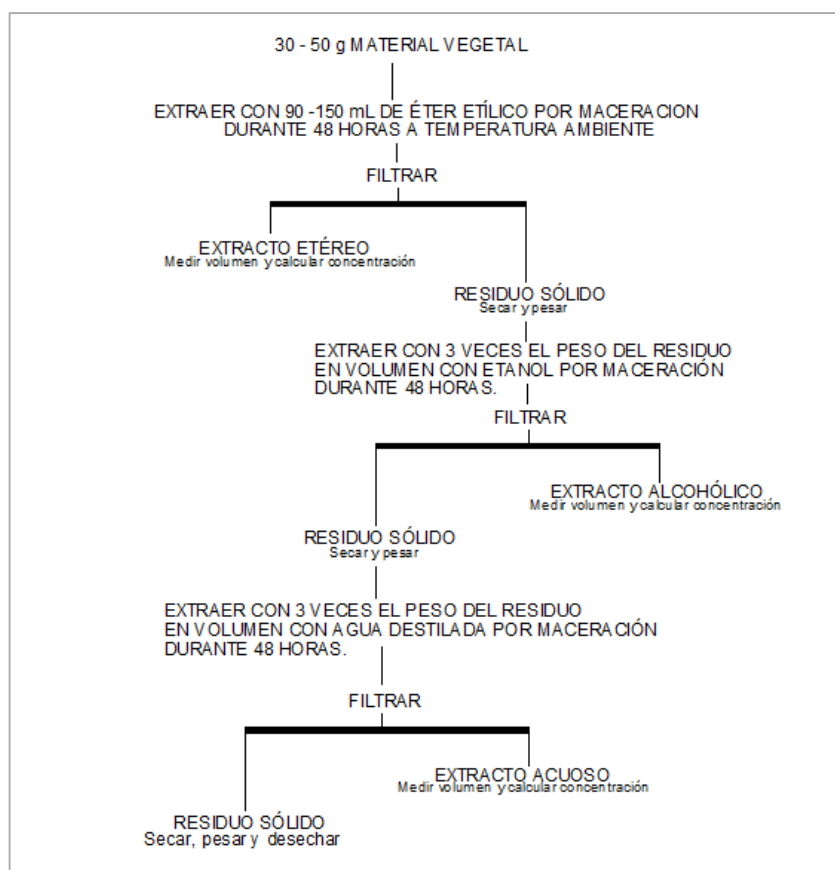 30 - 50 g MATERIAL VEGETAL
EXTRAER CON 90 -150 mL DE ÉTER ETÍLICO POR MACERACION
DURANTE 48 HORAS A TEMPERATURA AMBIENTE
FILTRAR
EXTRACTO ETÉREO
Medir volumen y calcular concentración
RESIDUO SÓLIDO
Secar y pesar
EXTRAER CON 3 VECES EL PESO DEL RESIDUO
EN VOLUMEN CON ETANOL POR MACERACIÓN
DURANTE 48 HORAS.
FILTRAR
EXTRACTO ALCOHÓLICO
Medir volumen y calcular concentración
RESIDUO SÓLIDO
Secar y pesar
EXTRAER CON 3 VECES EL PESO DEL RESIDUO
EN VOLUMEN CON AGUA DESTILADA POR MACERACIÓN
DURANTE 48 HORAS.
FILTRAR
EXTRACTO ACUOSO
Medir volumen y calcular concentración
RESIDUO SÓLIDO
Secar, pesar y desechar